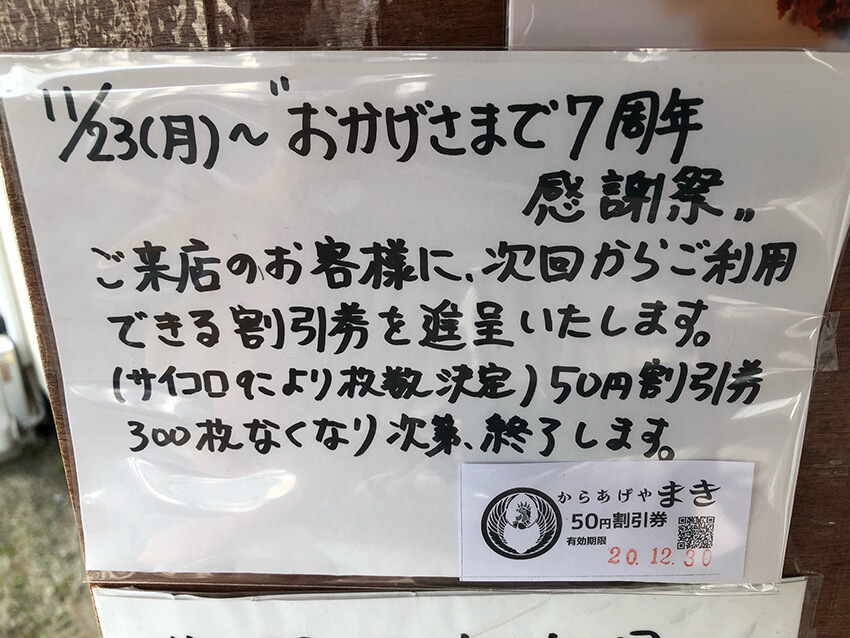 11/23(月)〜"おかげさまで7周年
感謝祭"
ご来店のお客様に、次回からご利用
できる割引券を進呈いたします。
(サイコロ9により枚数決定)50円割引券
300枚なくなり次第、終了します。
からあげや まき
50円割引券
有効期限
20.12.30